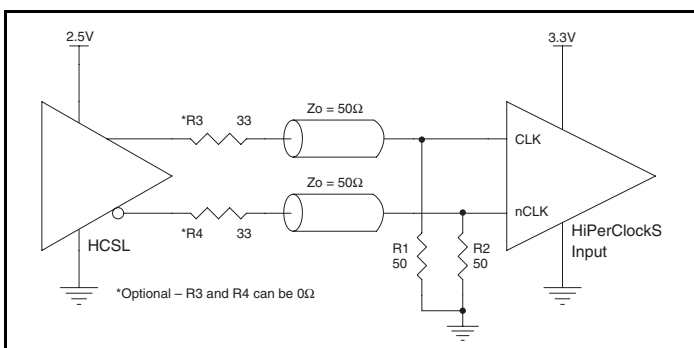 2.5V
3.3V
*R3 33
Zo = 50Ω
CLK
Zo = 50Ω
*R4 33
nCLK
HCSL
R1
50
R2
50
HiPerClockS
Input
*Optional – R3 and R4 can be 0Ω